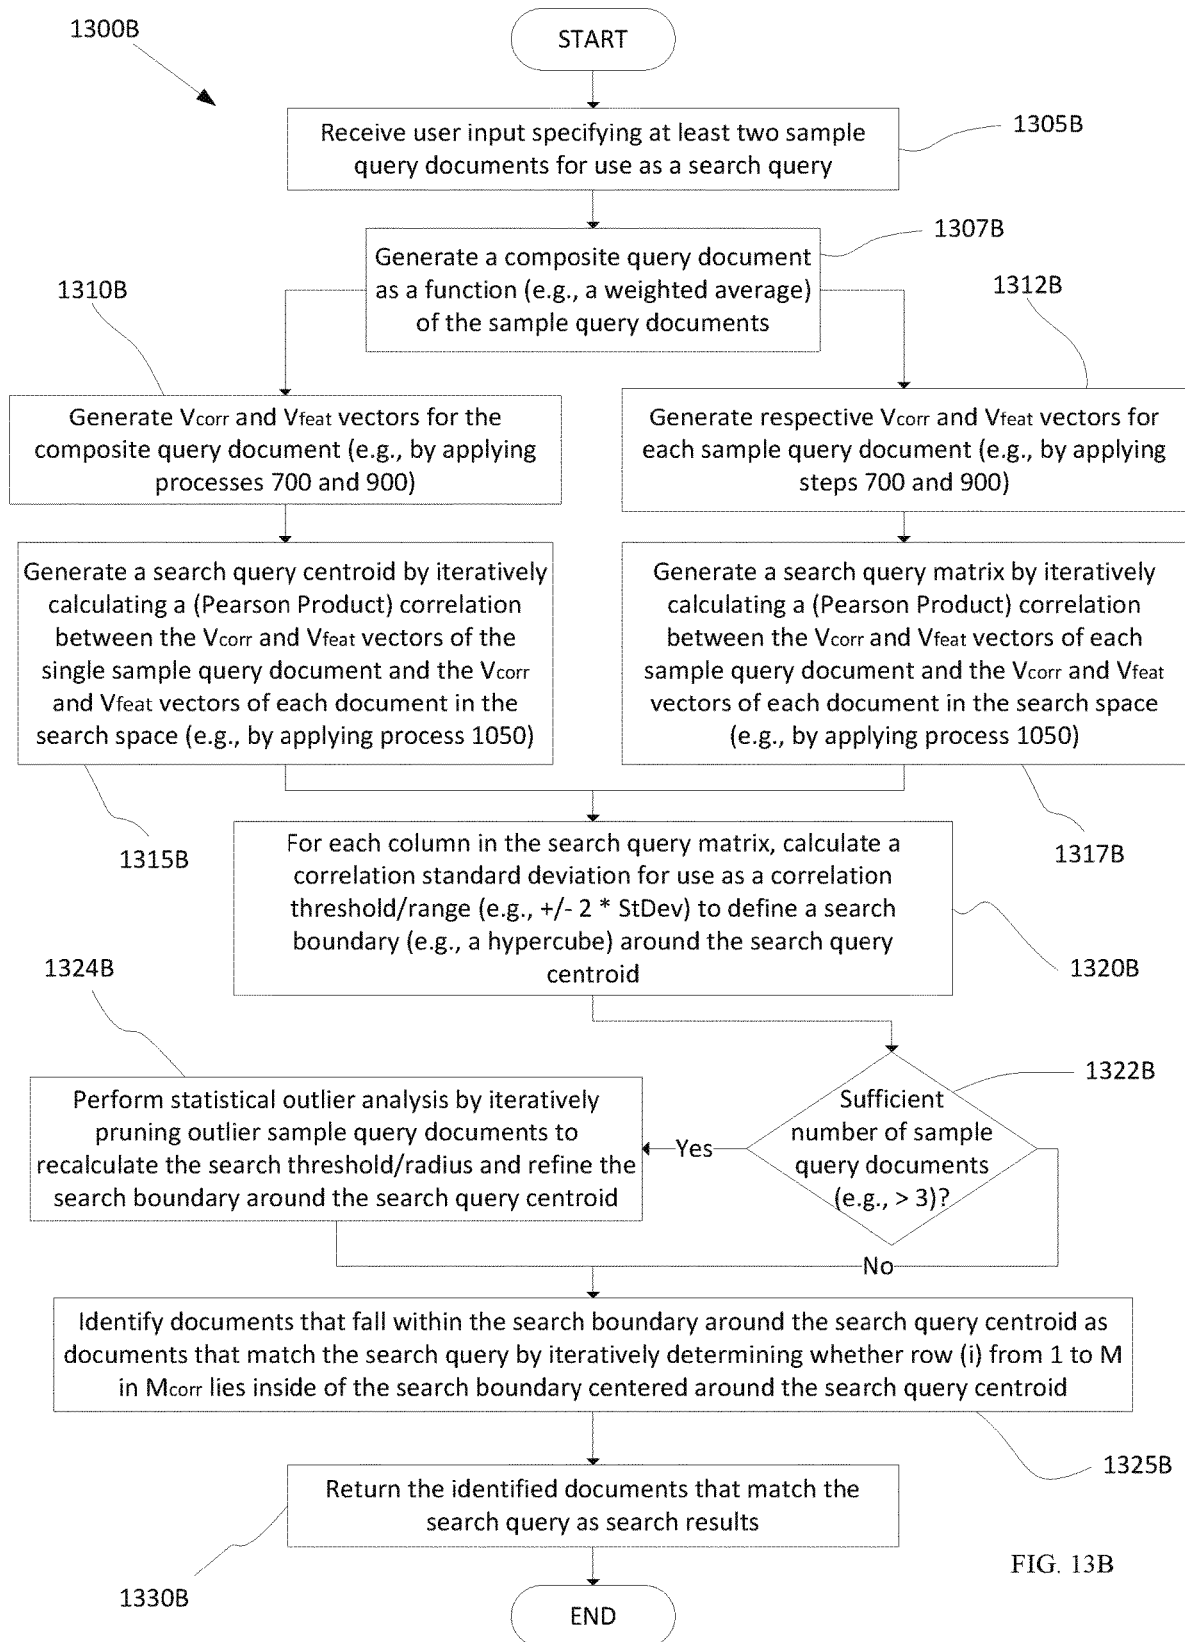 1300B
START
Receive user input specifying at least two sample
query documents for use as a search query
1305B
1307B
Generate a composite query document
as a function (e.g., a weighted average)
of the sample query documents
1310B
1312B
Generate Vcorr and Vfeat vectors for the
composite query document (e.g., by applying
processes 700 and 900)
Generate respective Vcorr and Vfeat vectors for
each sample query document (e.g., by applying
steps 700 and 900)
Generate a search query centroid by iteratively
calculating a (Pearson Product) correlation
between the Vcorr and Vfeat vectors of the
single sample query document and the Vcorr
and Vfeat vectors of each document in the
search space (e.g., by applying process 1050)
Generate a search query matrix by iteratively
calculating a (Pearson Product) correlation
between the Vcorr and Vfeat vectors of each
sample query document and the Vcorr and Vfeat
vectors of each document in the search space
(e.g., by applying process 1050)
1315B
1317B
For each column in the search query matrix, calculate a
correlation standard deviation for use as a correlation
threshold/range (e.g., +/- 2 * StDev) to define a search
boundary (e.g., a hypercube) around the search query
centroid
1320B
1324B
1322B
Perform statistical outlier analysis by iteratively
pruning outlier sample query documents to
recalculate the search threshold/radius and refine the
search boundary around the search query centroid
Yes
Sufficient
number of sample
query documents
(e.g., > 3)?
No
Identify documents that fall within the search boundary around the search query centroid as
documents that match the search query by iteratively determining whether row (i) from 1 to M
in Mcorr lies inside of the search boundary centered around the search query centroid
1325B
Return the identified documents that match the
search query as search results
1330B
END
FIG. 13B